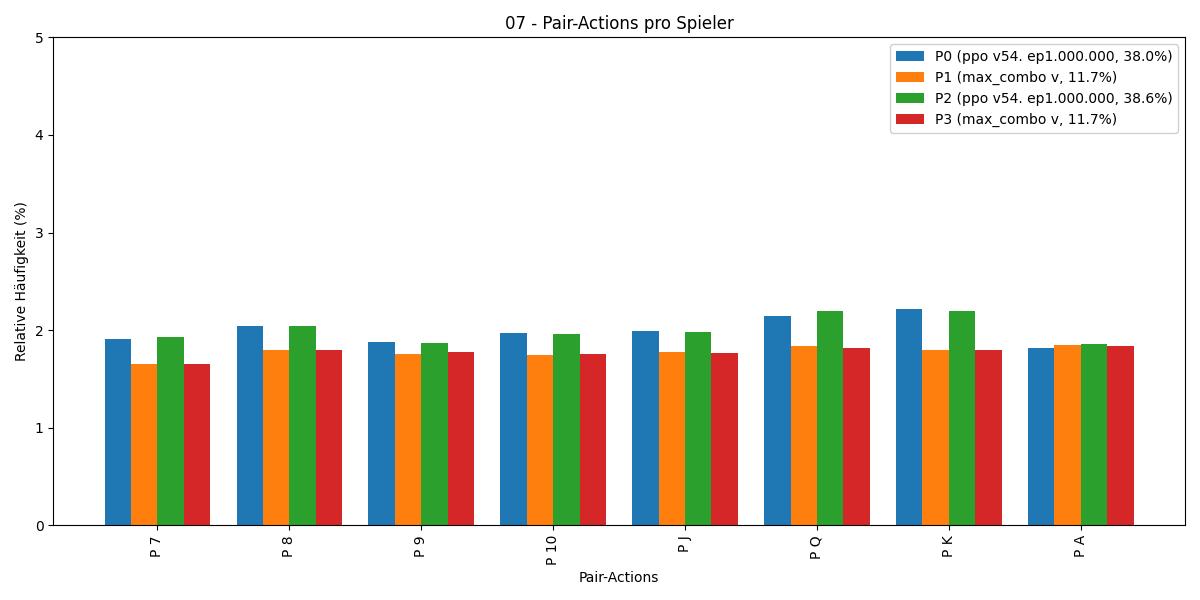 07 - Pair-Actions pro Spieler
Relative Häufigkeit (%)
5
4
3
2
1
0
P0 (ppo v54. ep1.000.000, 38.0%)
P1 (max_combo v, 11.7%)
P2 (ppo v54. ep1.000.000, 38.6%)
P3 (max_combo v, 11.7%)
P 7
P 8
P 9
P 10
P J
P Q
P K
P A
Pair-Actions